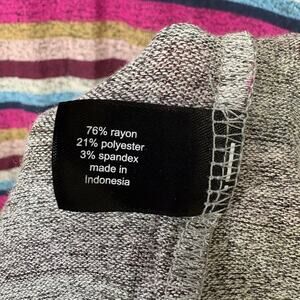 76% rayon
21% polyester
3% spandex
made in
Indonesia